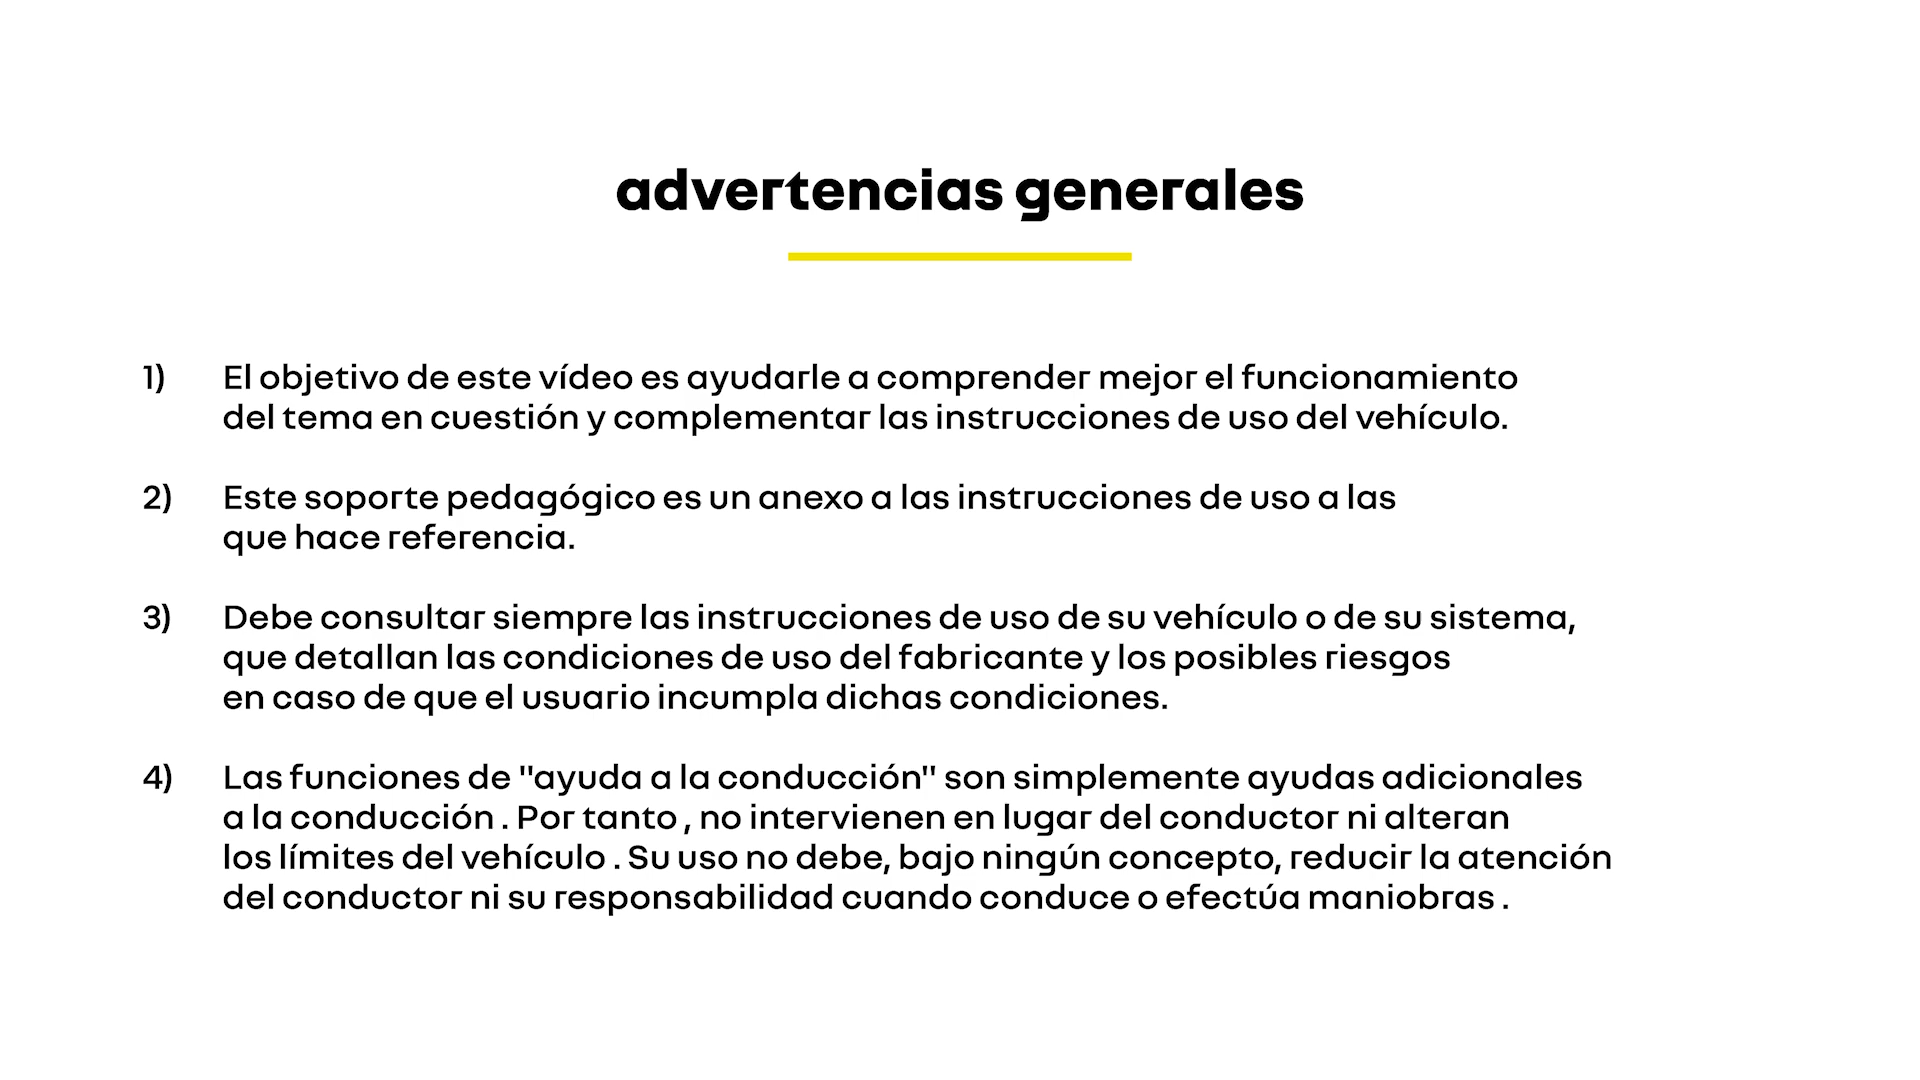 advertencias generales
1) El objetivo de este vídeo es ayudarle a comprender mejor el funcionamiento
del tema en cuestión y complementar las instrucciones de uso del vehículo.
2) Este soporte pedagógico es un anexo a las instrucciones de uso a las
que hace referencia.
3) Debe consultar siempre las instrucciones de uso de su vehículo o de su sistema,
que detallan las condiciones de uso del fabricante y los posibles riesgos
en caso de que el usuario incumpla dichas condiciones.
4) Las funciones de "ayuda a la conducción" son simplemente ayudas adicionales
a la conducción . Por tanto , no intervienen en lugar del conductor ni alteran
los límites del vehículo . Su uso no debe, bajo ningún concepto, reducir la atención
del conductor ni su responsabilidad cuando conduce o efectúa maniobras .